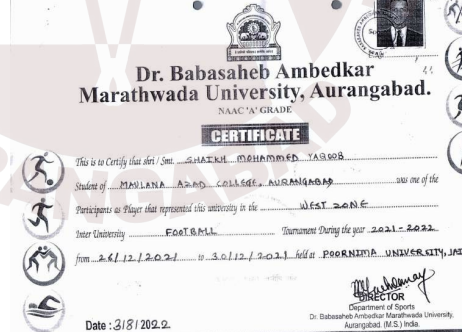 Dr. Babasaheb Ambedkar
Marathwada University, Aurangabad.
NAAC 'A' GRADE
CERTIFICATE
This is to Certify that shri / Smt. SHAIKH MOHAMMED YAQOOB
Student of MAULANA AZAD COLLEGE, AURANGABAD was one of the
Participants as Player that represented this university in the WEST ZONE
Inter University FOOTBALL Tournament During the year 2021-2022
from 26/12/2021 to 30/12/2021 held at POORNIMA UNIVERSITY, JAI
DIRECTOR
Department of Sports
Dr. Babasaheb Ambedkar Marathwada University,
Aurangabad. (M.S.) India.
Date : 3/8/2022